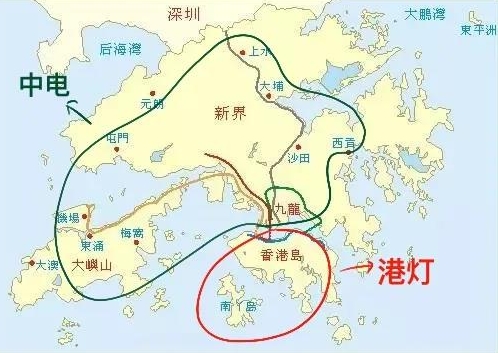 深圳
大鹏灣
東平洲
后海灣
上水
中电
大埔
元朗
新界
屯門
西貢
沙田
九龍
機場
東涌
梅窩
香港島
大澳
大嶼山
港灯
南丫島